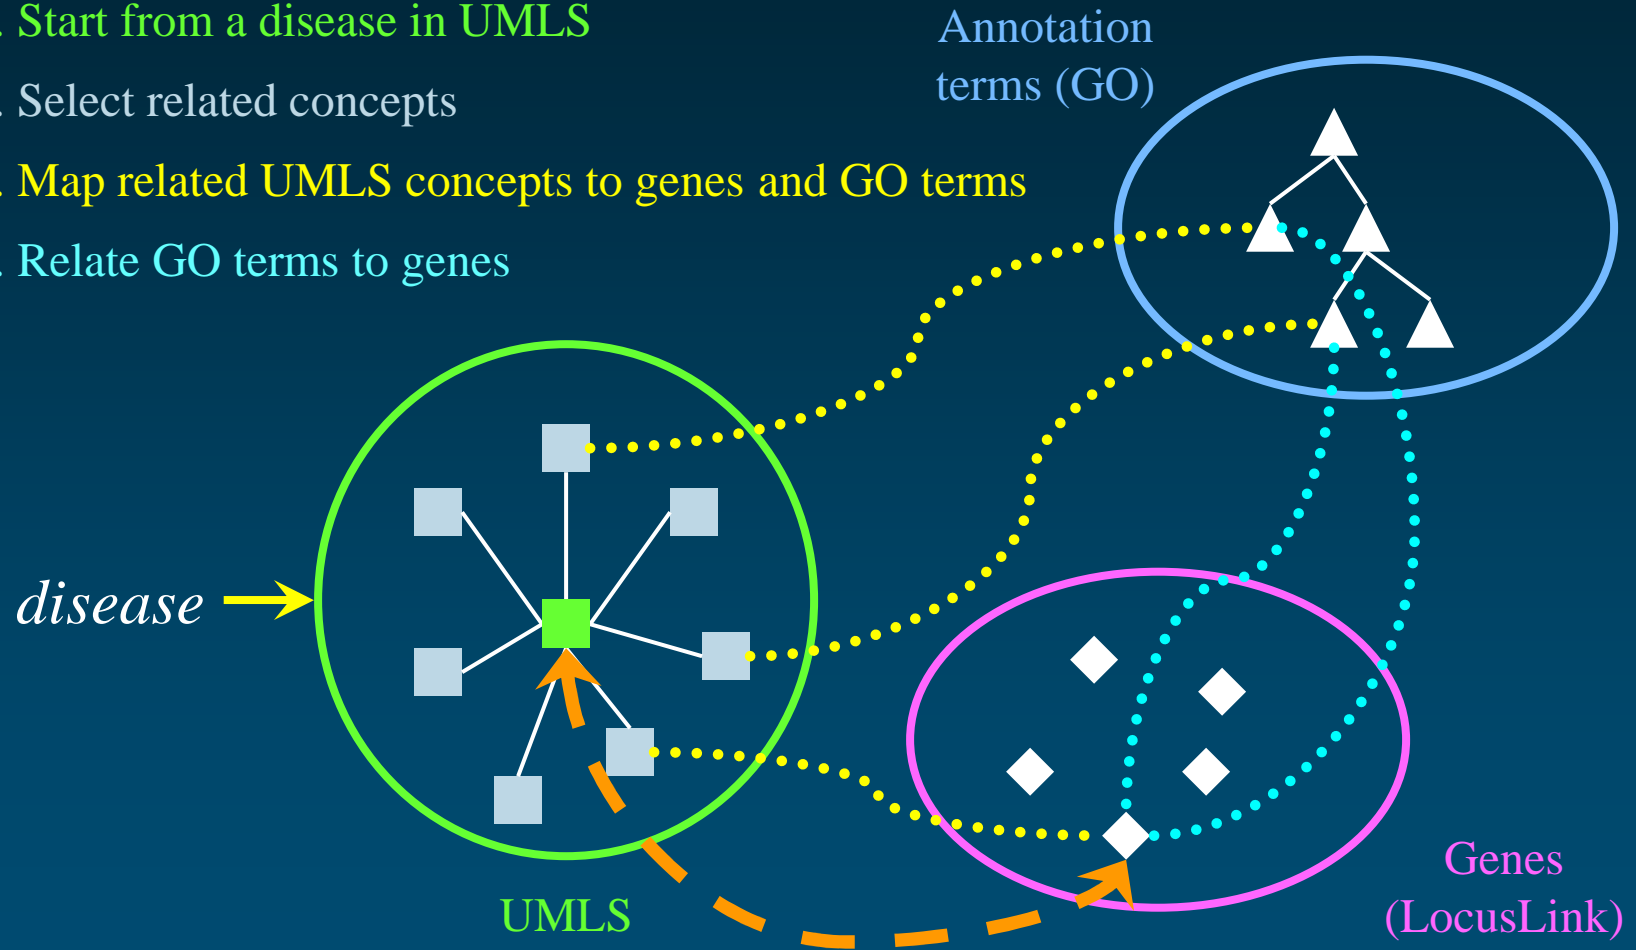 . Start from a disease in UMLS
. Select related concepts
. Map related UMLS concepts to genes and GO terms
. Relate GO terms to genes
Annotation
terms (GO)
disease
UMLS
Genes
(LocusLink)